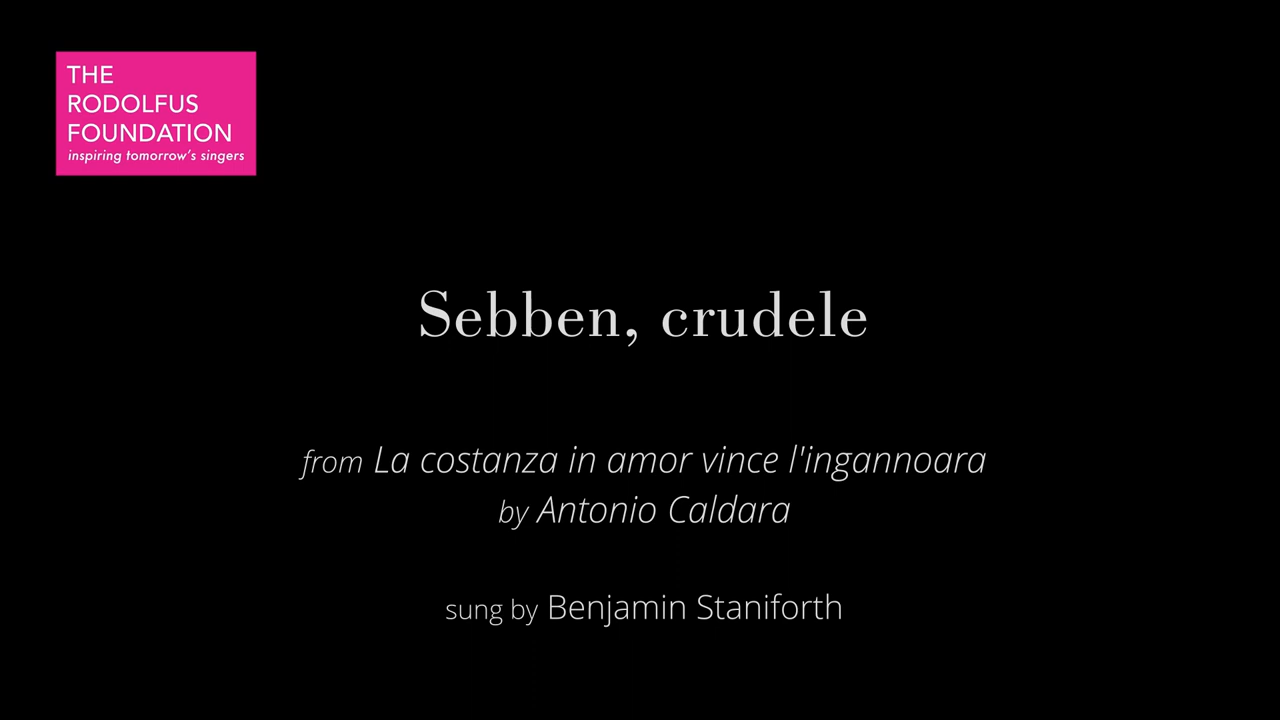 THE
RODOLFUS
FOUNDATION
inspiring tomorrow's singers
Sebben, crudele
from La costanza in amor vince l'ingannoara
by Antonio Caldara
sung by Benjamin Staniforth